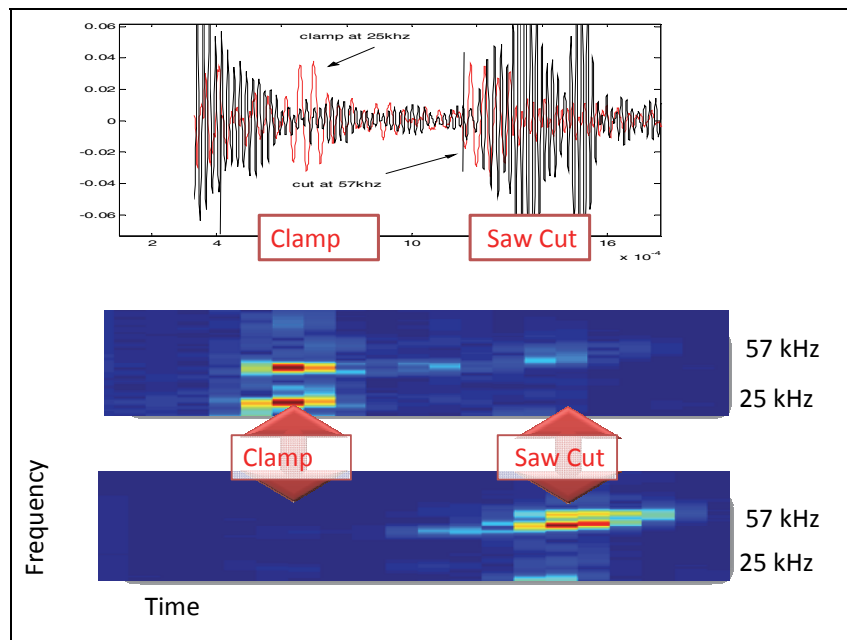 0.06
clamp at 25khz
0.04
0.02
0
-0.02
-0.04
cut at 57khz
-0.06
Clamp
Saw Cut
2
4
10
16
x 10⁻⁴
57 kHz
25 kHz
Clamp
Saw Cut
57 kHz
25 kHz
Frequency
Time